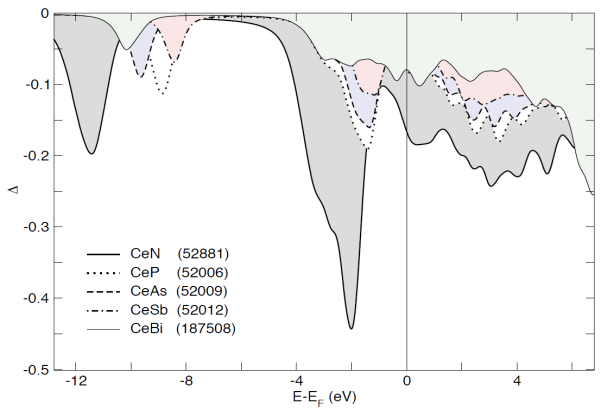 0
-0.1
-0.2
-0.3
-0.4
-0.5
Δ
CeN (52881)
CeP (52006)
CeAs (52009)
CeSb (52012)
CeBi (187508)
-12 -8 -4 0 4
E-E_F (eV)